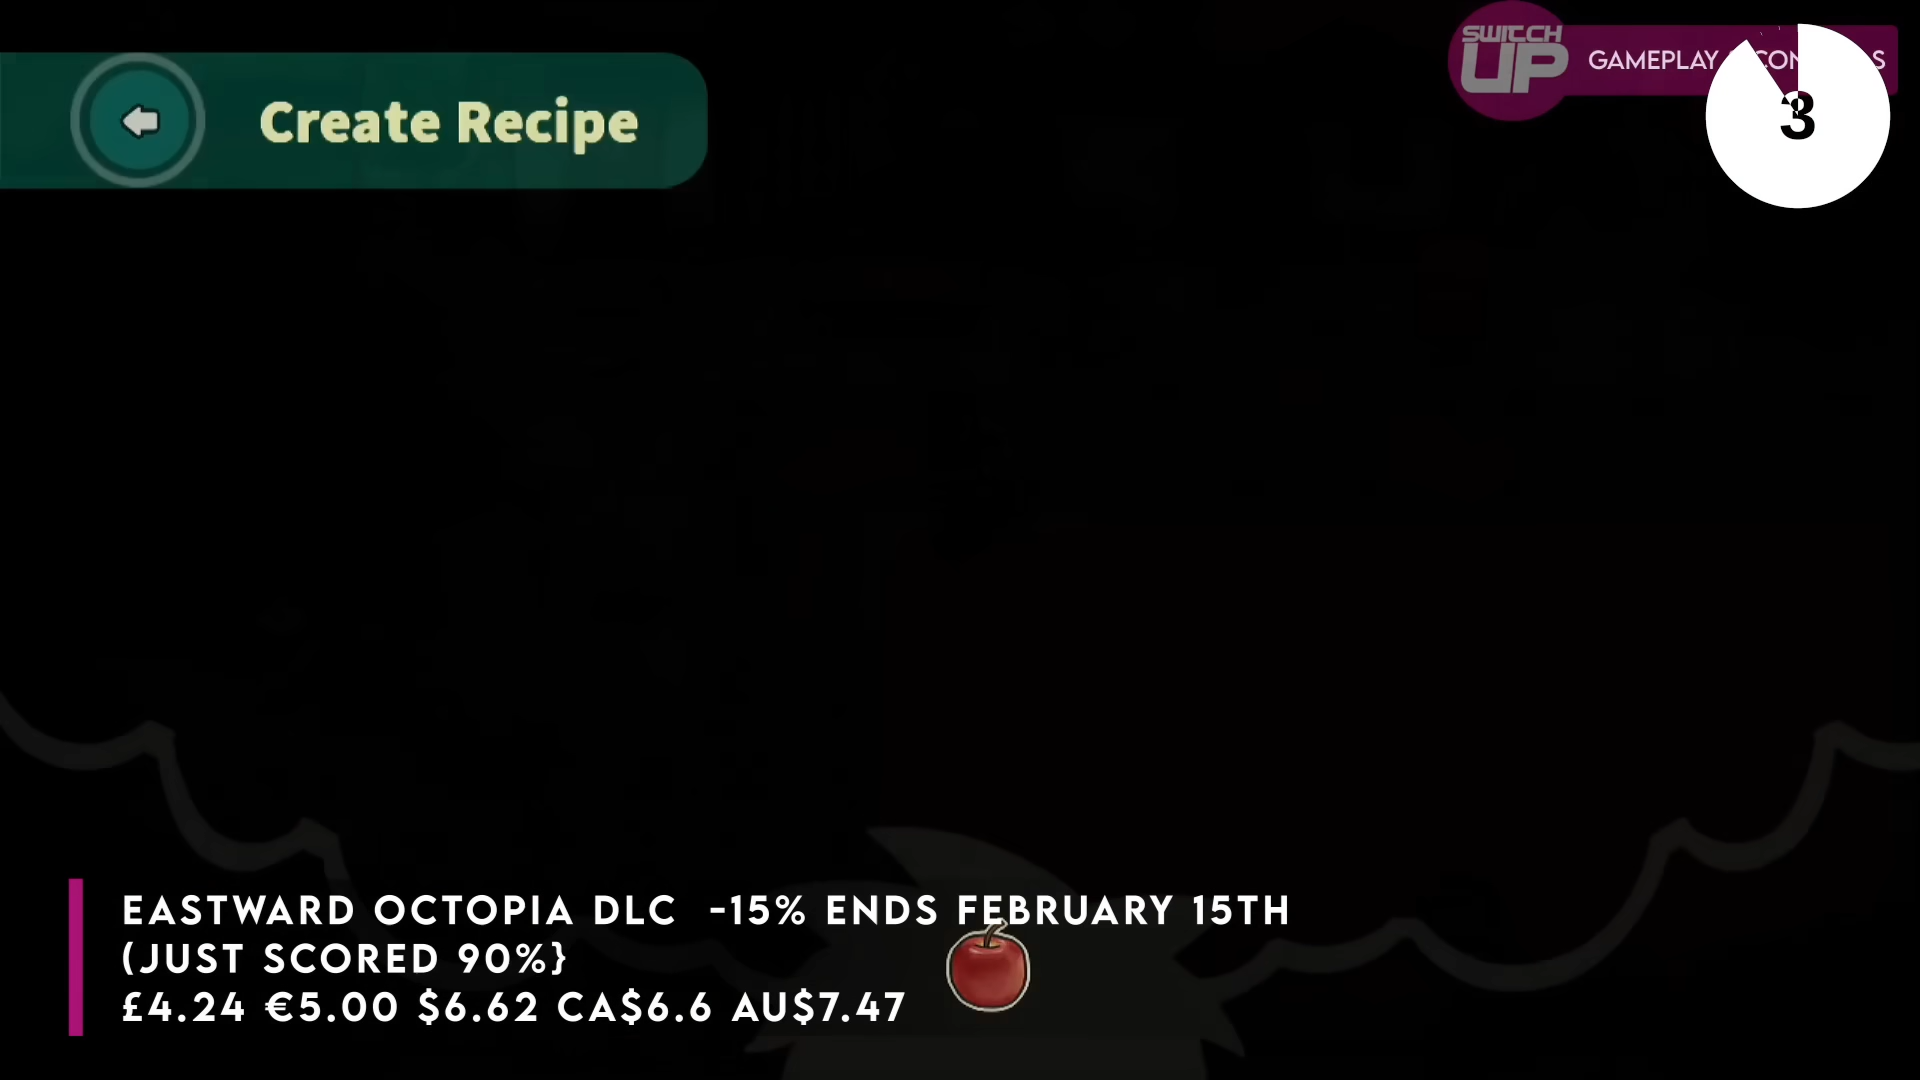 SWITCH
UP
GAMEPLAY
3
Create Recipe
EASTWARD OCTOPIA DLC -15% ENDS FEBRUARY 15TH
(JUST SCORED 90%}
£4.24 €5.00 $6.62 CA$6.6 AU$7.47